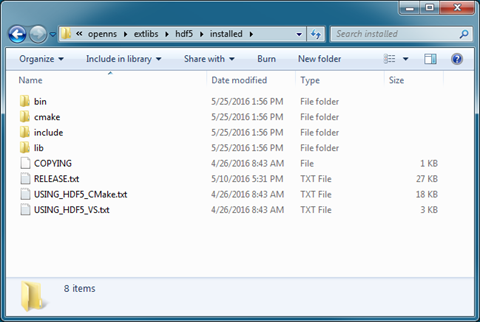 « openns ▸ extlibs ▸ hdf5 ▸ installed ▸
Search installed
Organize Include in library Share with Burn New folder
Name Date modified Type Size
bin 5/25/2016 1:56 PM File folder
cmake 5/25/2016 1:56 PM File folder
include 5/25/2016 1:56 PM File folder
lib 5/25/2016 1:56 PM File folder
COPYING 4/26/2016 8:43 AM File 1 KB
RELEASE.txt 5/10/2016 5:31 PM TXT File 27 KB
USING_HDF5_CMake.txt 4/26/2016 8:43 AM TXT File 18 KB
USING_HDF5_VS.txt 4/26/2016 8:43 AM TXT File 3 KB
8 items